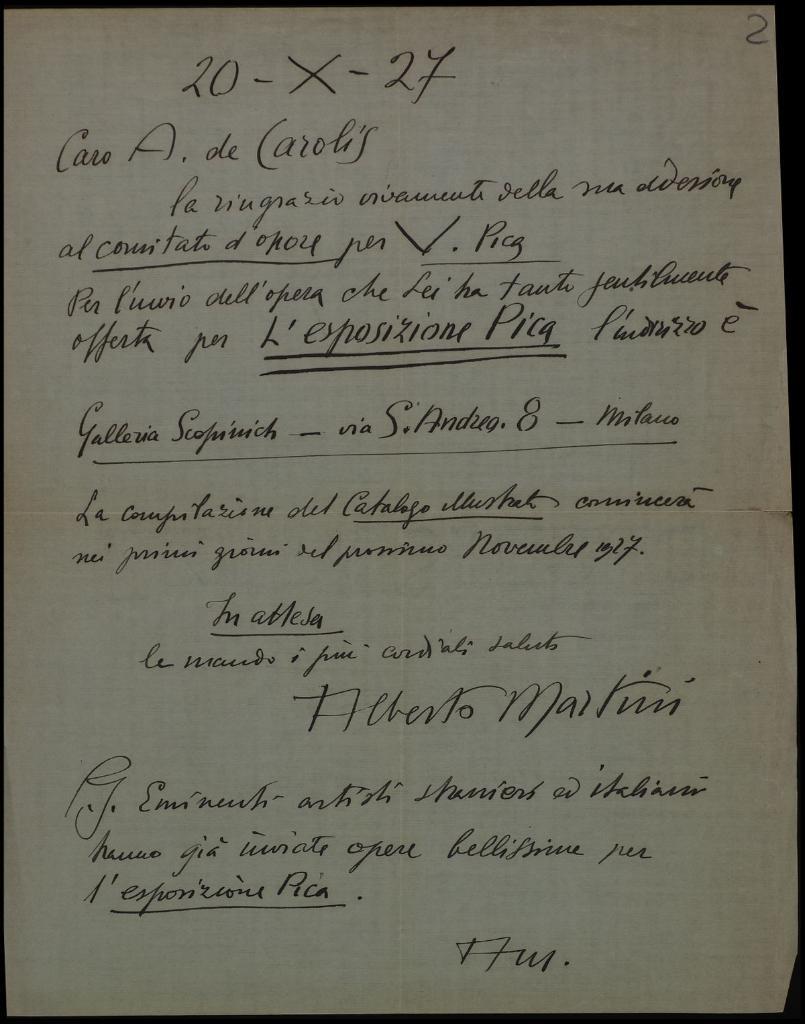 2
20 - X - 27
Caro A. de Carolis
la ringrazio vivamente della sua adesione
al comitato d'onore per V. Pica
Per l'invio dell'opera che Lei ha tanto gentilmente
offerta per L'esposizione Pica l'indirizzo è
Galleria Scopinich — via S. Andrea. 8 — Milano
La compilazione del Catalogo illustrato comincerà
nei primi giorni del prossimo Novembre 1927.
In attesa
le mando i più cordiali saluti
Alberto Martini
P.S. Eminenti artisti stranieri ed italiani
hanno già inviate opere bellissime per
l'esposizione Pica.
AM.